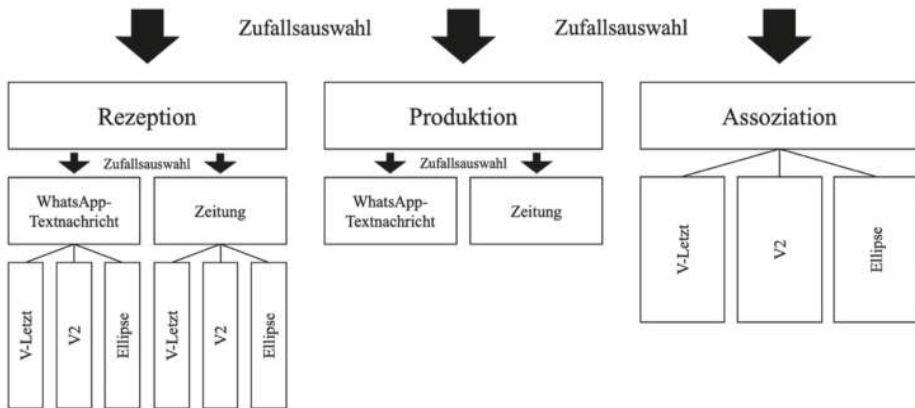 Zufallsauswahl
Zufallsauswahl
Rezeption
Produktion
Assoziation
Zufallsauswahl
Zufallsauswahl
WhatsApp-
Textnachricht
Zeitung
WhatsApp-
Textnachricht
Zeitung
V-Letzt
V2
Ellipse
V-Letzt
V2
Ellipse
V-Letzt
V2
Ellipse